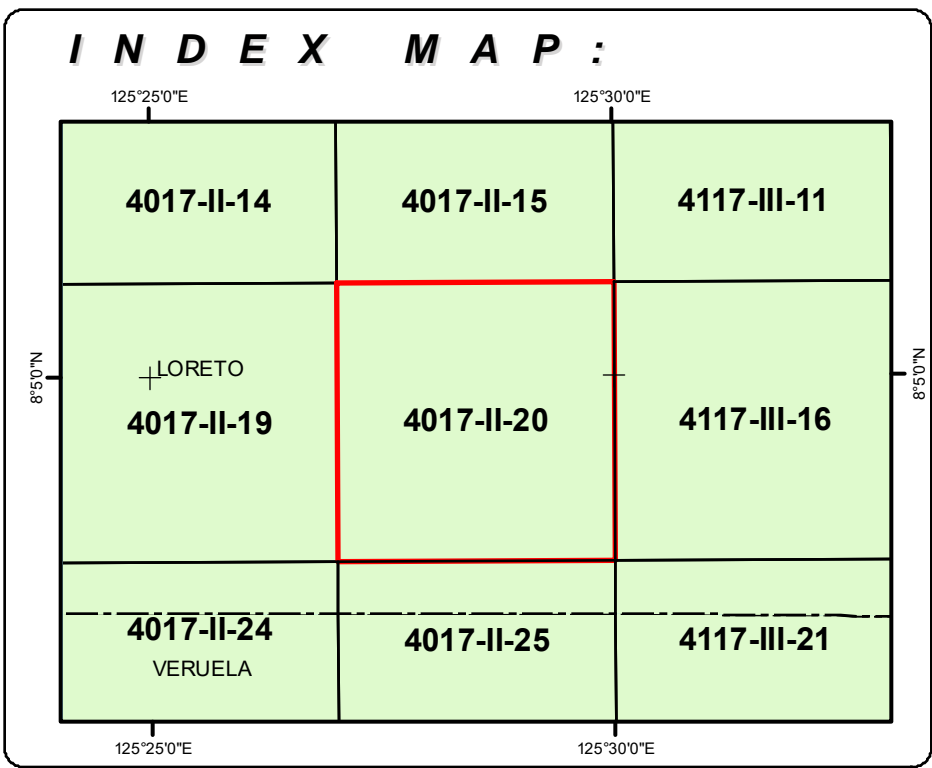 INDEX MAP:
125°25'0"E 125°30'0"E
4017-II-14 4017-II-15 4117-III-11
8°5'0"N LORETO 8°5'0"N
4017-II-19 4017-II-20 4117-III-16
4017-II-24 4017-II-25 4117-III-21
VERUELA
125°25'0"E 125°30'0"E